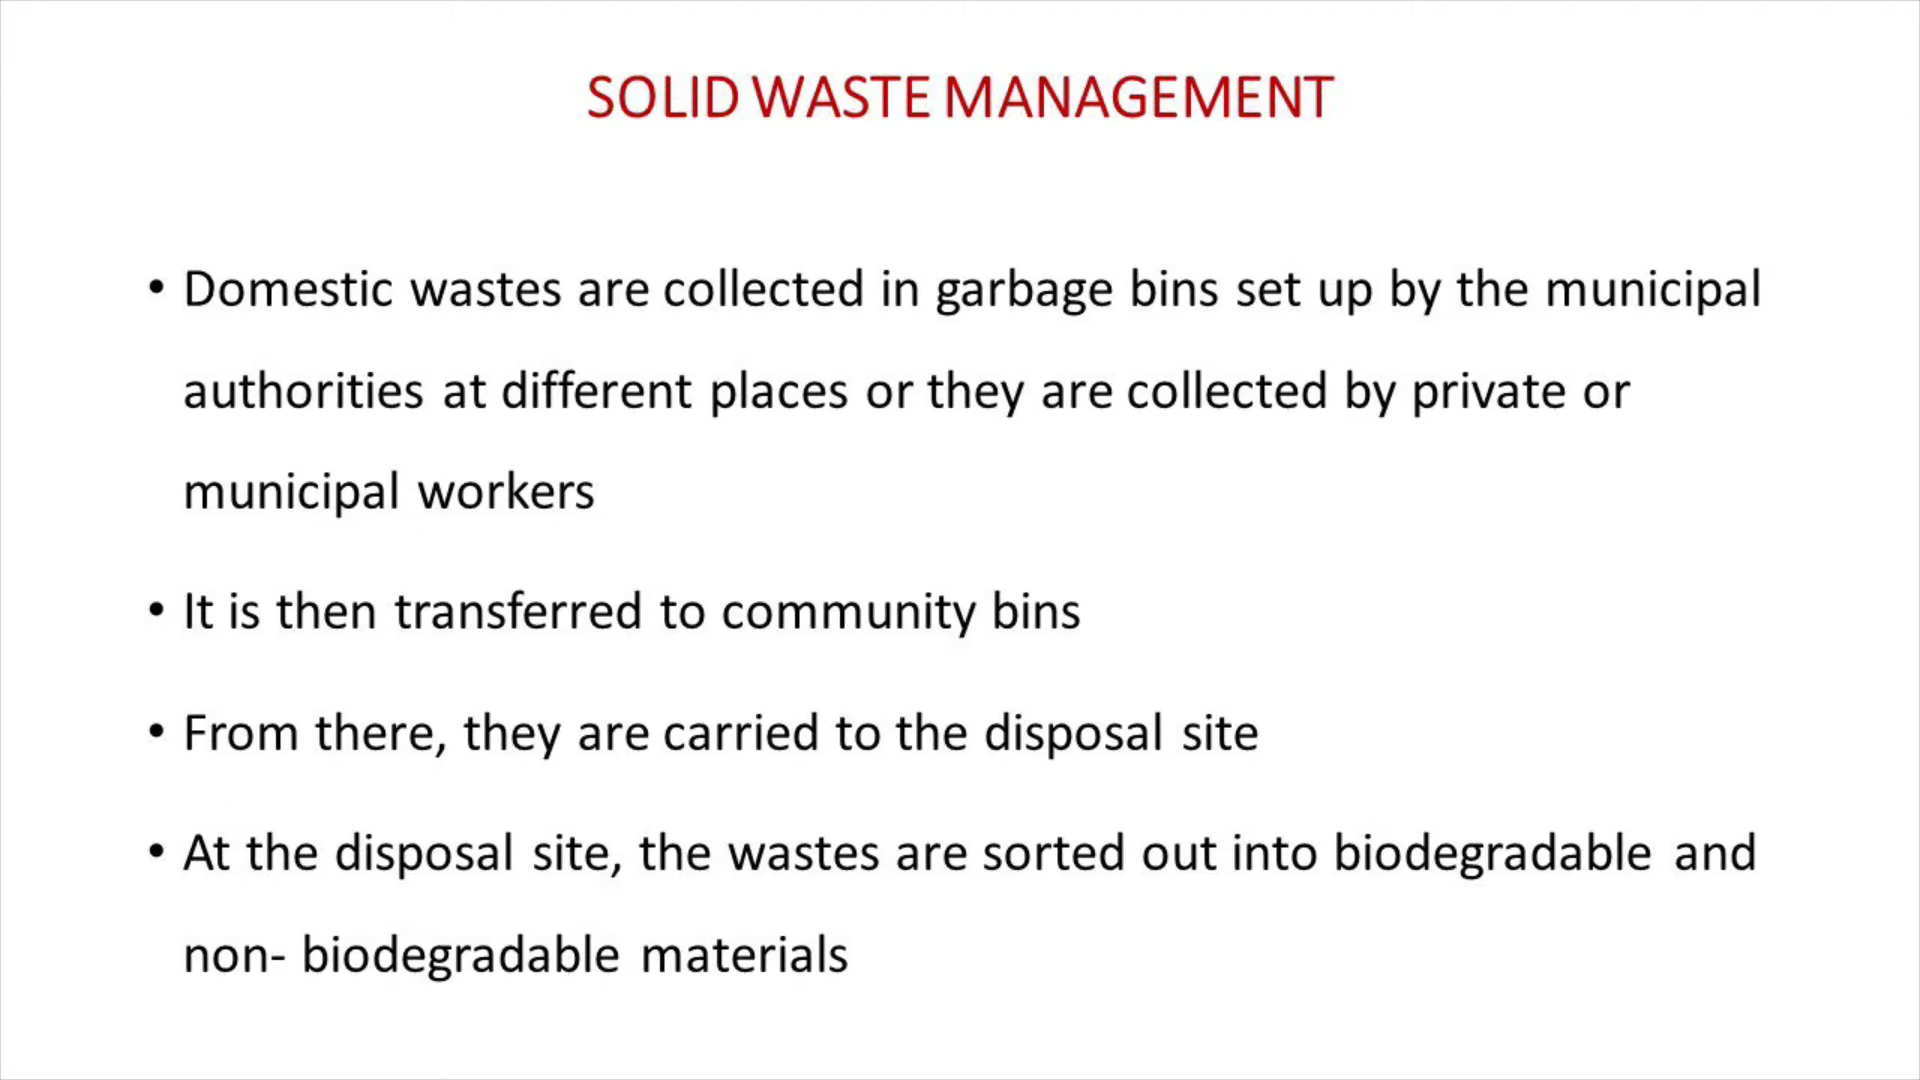 SOLID WASTE MANAGEMENT
• Domestic wastes are collected in garbage bins set up by the municipal
authorities at different places or they are collected by private or
municipal workers
• It is then transferred to community bins
• From there, they are carried to the disposal site
• At the disposal site, the wastes are sorted out into biodegradable and
non- biodegradable materials